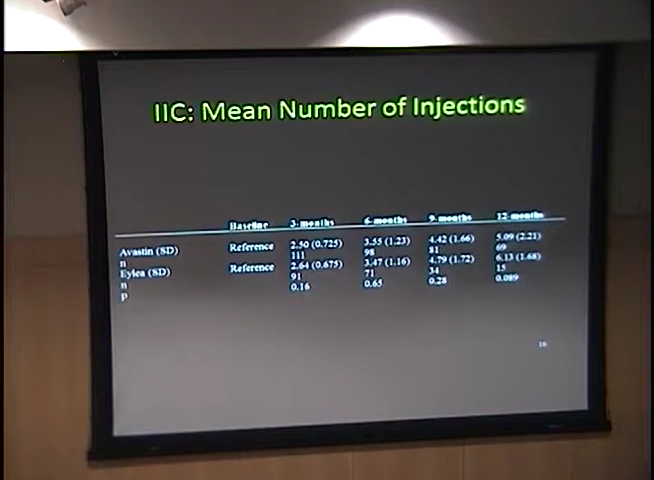 IIC: Mean Number of Injections
Baseline 3-months 6-months 9-months 12-months
Avastin (SD) Reference 2.50 (0.725) 3.55 (1.23) 4.42 (1.66) 5.09 (2.21)
n 111 98 81 69
Eylea (SD) Reference 2.64 (0.675) 3.47 (1.16) 4.79 (1.72) 6.13 (1.68)
n 91 71 34 15
p 0.16 0.65 0.28 0.089
16